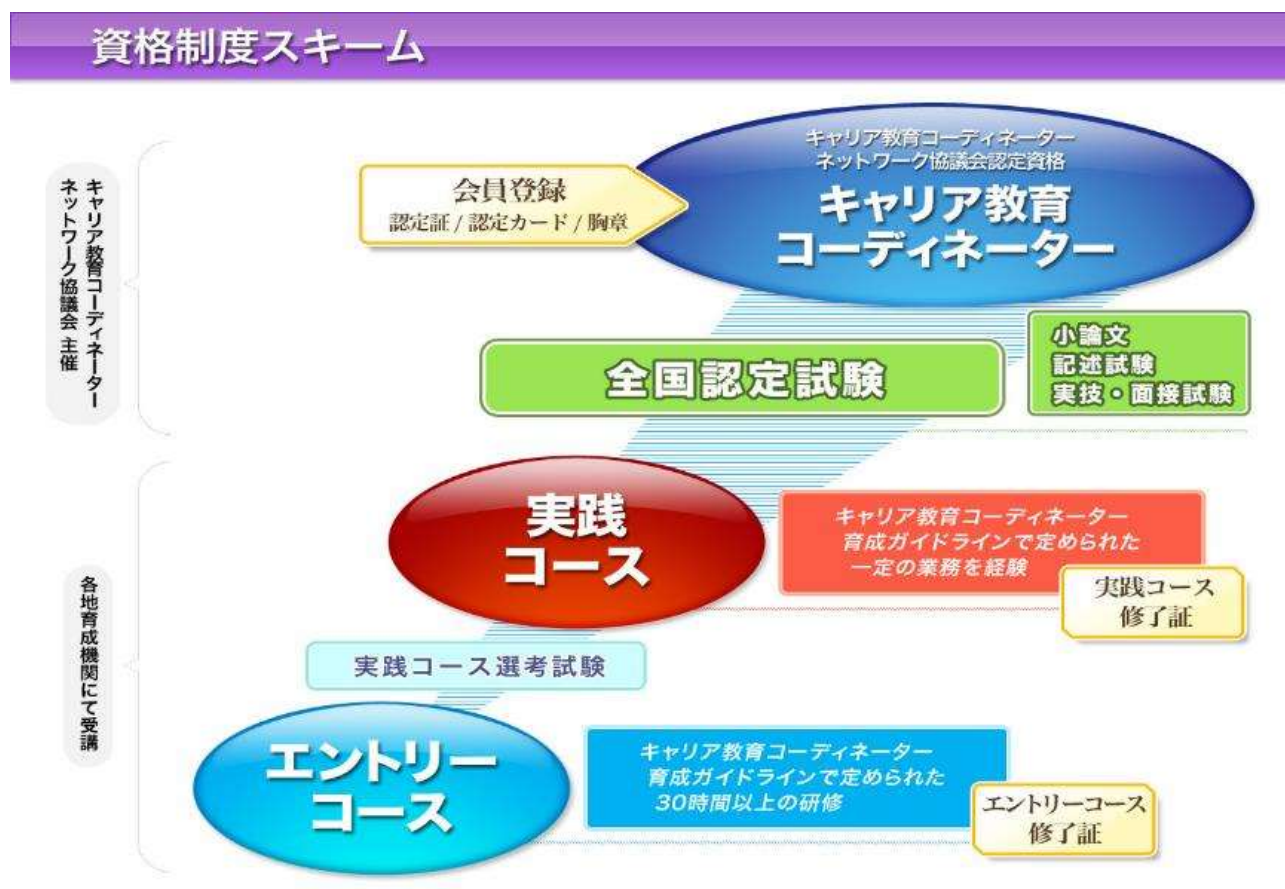 資格制度スキーム
キャリア教育コーディネーター
ネットワーク協議会 主催
会員登録
認定証 / 認定カード / 胸章
キャリア教育コーディネーター
ネットワーク協議会認定資格
キャリア教育
コーディネーター
全国認定試験
小論文
記述試験
実技・面接試験
各地育成機関にて受講
実践
コース
キャリア教育コーディネーター
育成ガイドラインで定められた
一定の業務を経験
実践コース
修了証
実践コース選考試験
エントリー
コース
キャリア教育コーディネーター
育成ガイドラインで定められた
30時間以上の研修
エントリーコース
修了証